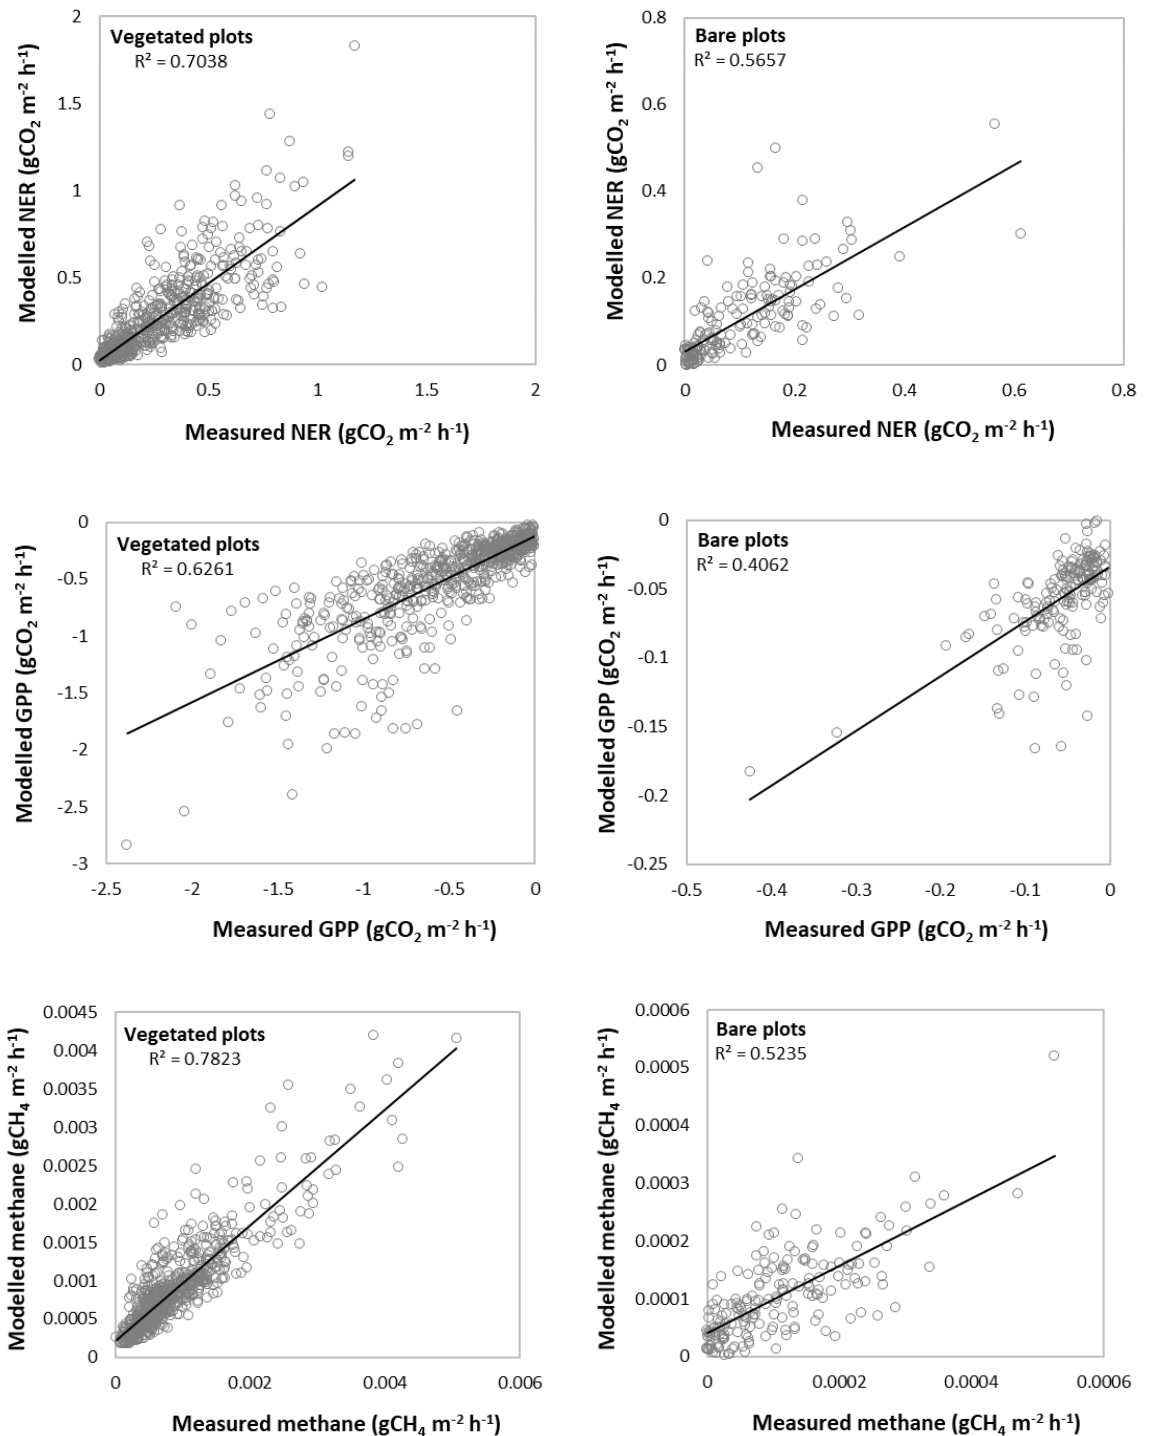 Vegetated plots
R² = 0.7038
2
1.5
1
0.5
0
0 0.5 1 1.5 2
Modelled NER (gCO₂ m⁻² h⁻¹)
Measured NER (gCO₂ m⁻² h⁻¹)
Bare plots
R² = 0.5657
0.8
0.6
0.4
0.2
0
0 0.2 0.4 0.6 0.8
Modelled NER (gCO₂ m⁻² h⁻¹)
Measured NER (gCO₂ m⁻² h⁻¹)
Vegetated plots
R² = 0.6261
0
-0.5
-1
-1.5
-2
-2.5
-3
-2.5 -2 -1.5 -1 -0.5 0
Modelled GPP (gCO₂ m⁻² h⁻¹)
Measured GPP (gCO₂ m⁻² h⁻¹)
Bare plots
R² = 0.4062
0
-0.05
-0.1
-0.15
-0.2
-0.25
-0.5 -0.4 -0.3 -0.2 -0.1 0
Modelled GPP (gCO₂ m⁻² h⁻¹)
Measured GPP (gCO₂ m⁻² h⁻¹)
Vegetated plots
R² = 0.7823
0.0045
0.004
0.0035
0.003
0.0025
0.002
0.0015
0.001
0.0005
0
0 0.002 0.004 0.006
Modelled methane (gCH₄ m⁻² h⁻¹)
Measured methane (gCH₄ m⁻² h⁻¹)
Bare plots
R² = 0.5235
0.0006
0.0005
0.0004
0.0003
0.0002
0.0001
0
0 0.0002 0.0004 0.0006
Modelled methane (gCH₄ m⁻² h⁻¹)
Measured methane (gCH₄ m⁻² h⁻¹)